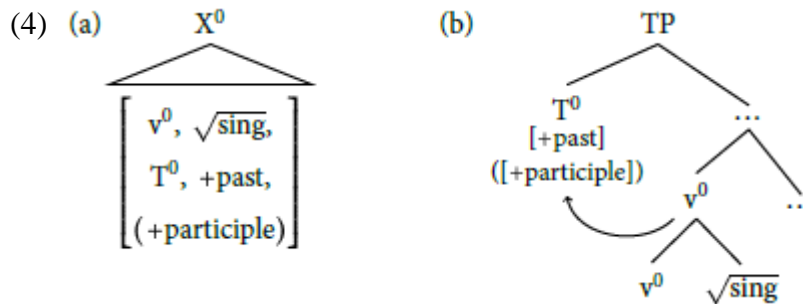 (4) (a) X⁰ (b) TP
v⁰, √sing,
T⁰, +past,
(+participle)
T⁰ ...
[+past]
([+participle])
v⁰ ..
v⁰ √sing